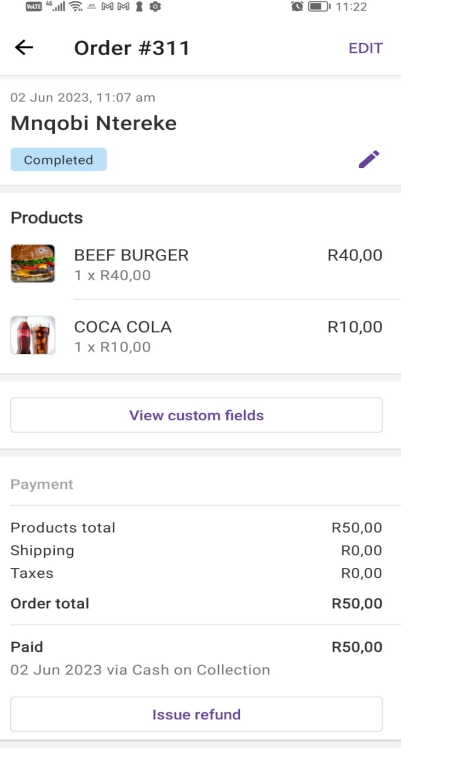 VoLTE 4G 11:22
Order #311 EDIT
02 Jun 2023, 11:07 am
Mnqobi Ntereke
Completed
Products
BEEF BURGER R40,00
1 x R40,00
COCA COLA R10,00
1 x R10,00
View custom fields
Payment
Products total R50,00
Shipping R0,00
Taxes R0,00
Order total R50,00
Paid R50,00
02 Jun 2023 via Cash on Collection
Issue refund